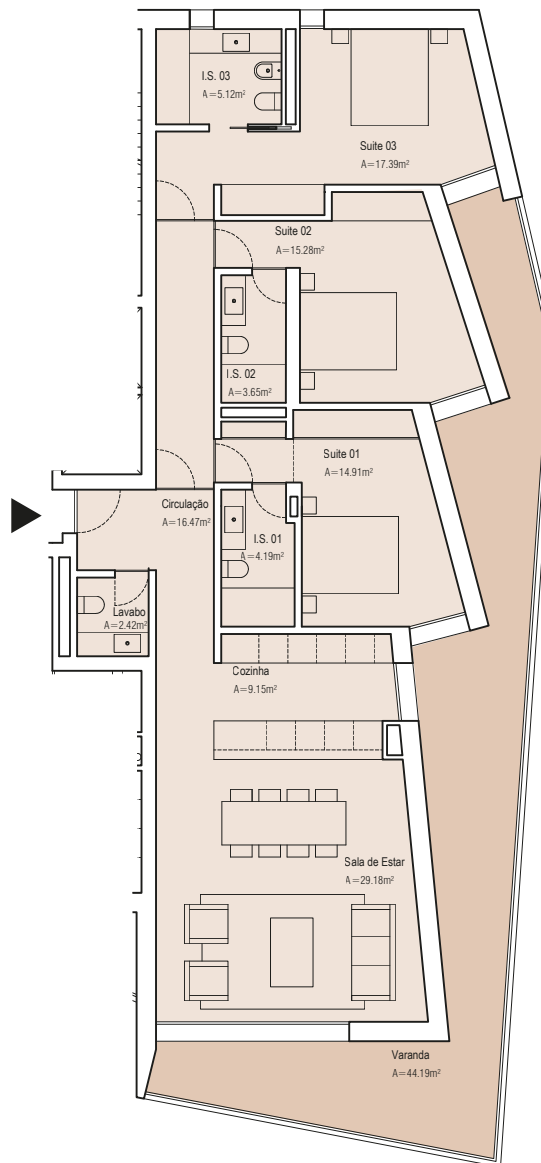 I.S. 03
A=5.12m²
Suite 03
A=17.39m²
Suite 02
A=15.28m²
I.S. 02
A=3.65m²
Suite 01
A=14.91m²
Circulação
A=16.47m²
I.S. 01
A=4.19m²
Lavabo
A=2.42m²
Cozinha
A=9.15m²
Sala de Estar
A=29.18m²
Varanda
A=44.19m²